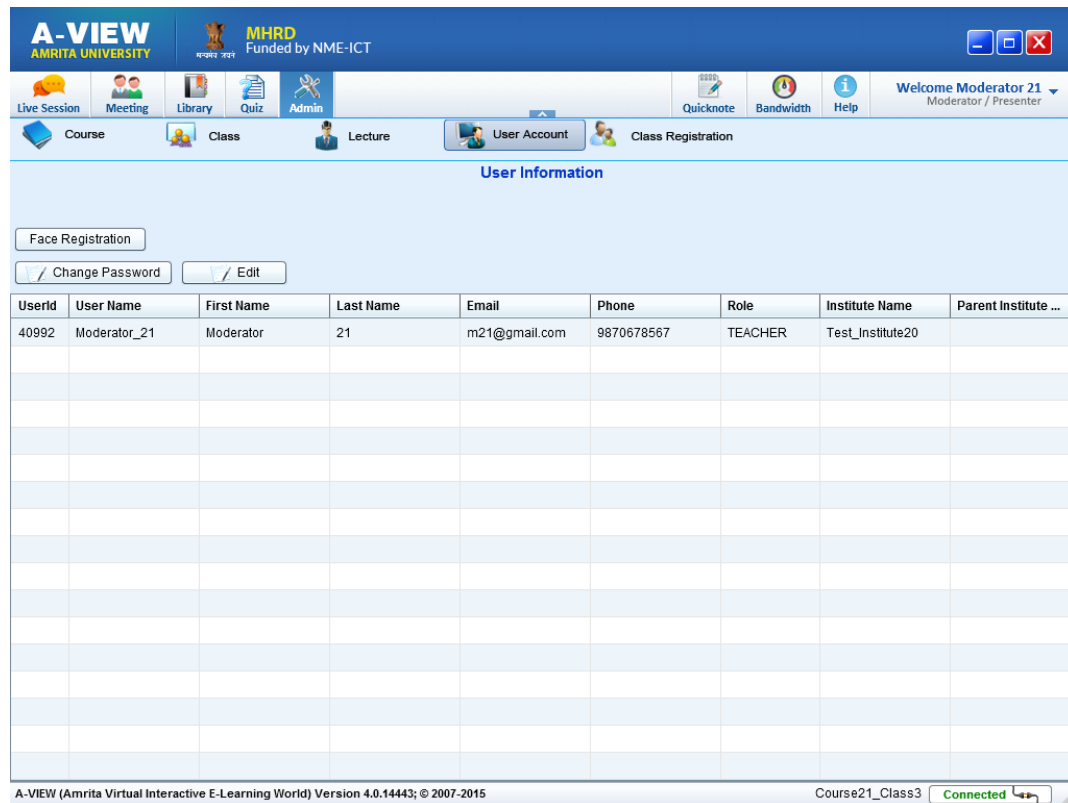 A-VIEW
AMRITA UNIVERSITY
सत्यमेव जयते
MHRD
Funded by NME-ICT
Live Session
Meeting
Library
Quiz
Admin
Quicknote
Bandwidth
Help
Welcome Moderator 21
Moderator / Presenter
Course
Class
Lecture
User Account
Class Registration
User Information
Face Registration
Change Password
Edit
UserId User Name First Name Last Name Email Phone Role Institute Name Parent Institute ...
40992 Moderator_21 Moderator 21 m21@gmail.com 9870678567 TEACHER Test_Institute20
A-VIEW (Amrita Virtual Interactive E-Learning World) Version 4.0.14443; © 2007-2015
Course21_Class3
Connected